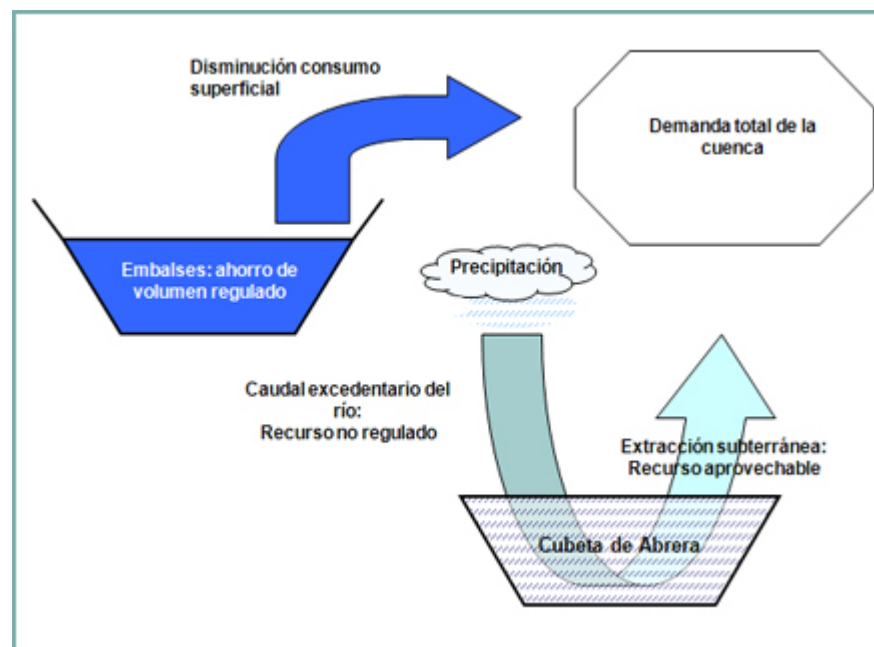 Disminución consumo
superficial
Demanda total de la
cuenca
Embalses: ahorro de
volumen regulado
Precipitación
Caudal excedentario del
río:
Recurso no regulado
Extracción subterránea:
Recurso aprovechable
Cubeta de Abrera